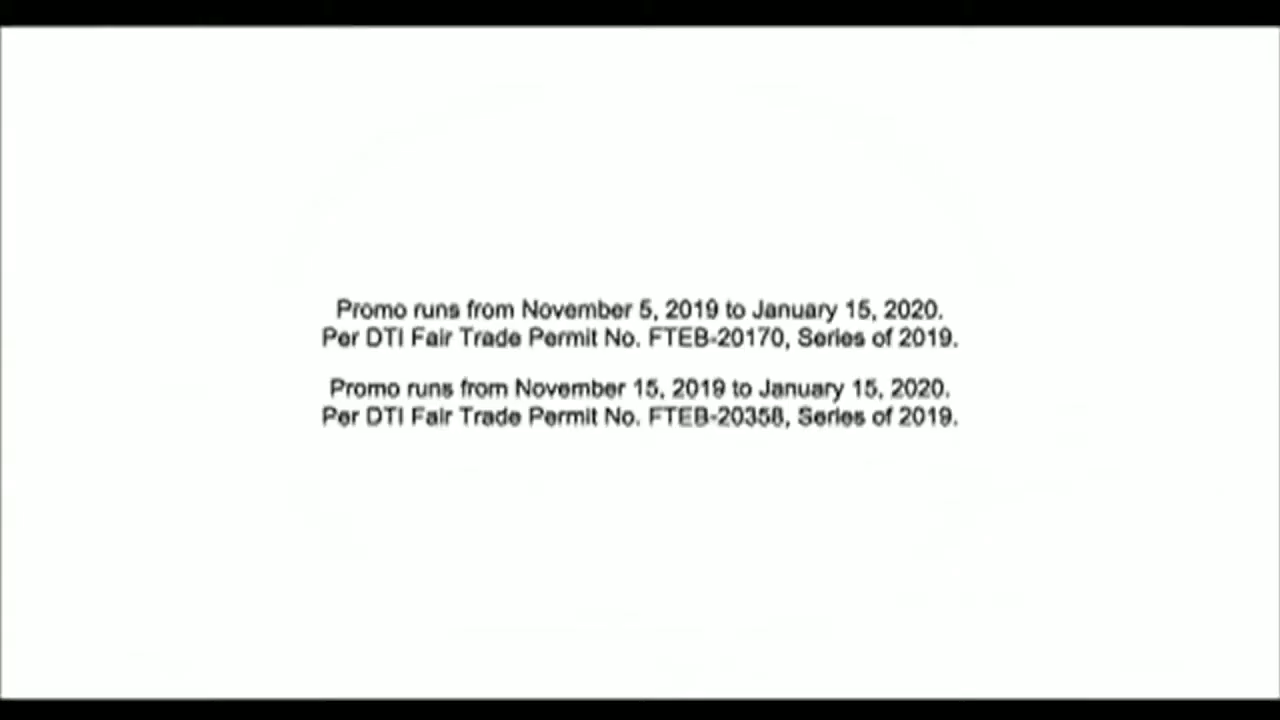 Promo runs from November 5, 2019 to January 15, 2020.
Per DTI Fair Trade Permit No. FTEB-20170, Series of 2019.
Promo runs from November 15, 2019 to January 15, 2020.
Per DTI Fair Trade Permit No. FTEB-20358, Series of 2019.